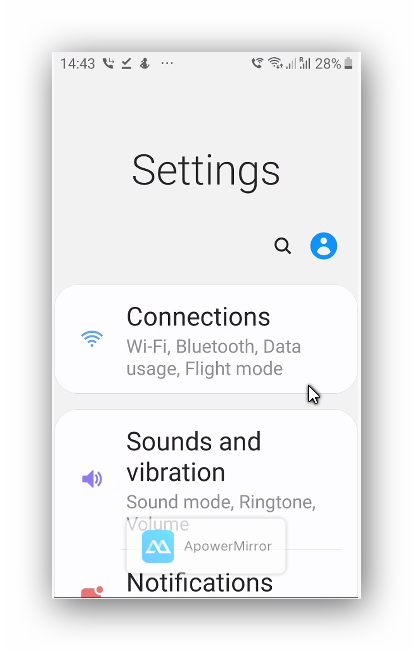 14:43 28%
Settings
Connections
Wi-Fi, Bluetooth, Data
usage, Flight mode
Sounds and
vibration
Sound mode, Ringtone,
Volume
ApowerMirror
Notifications